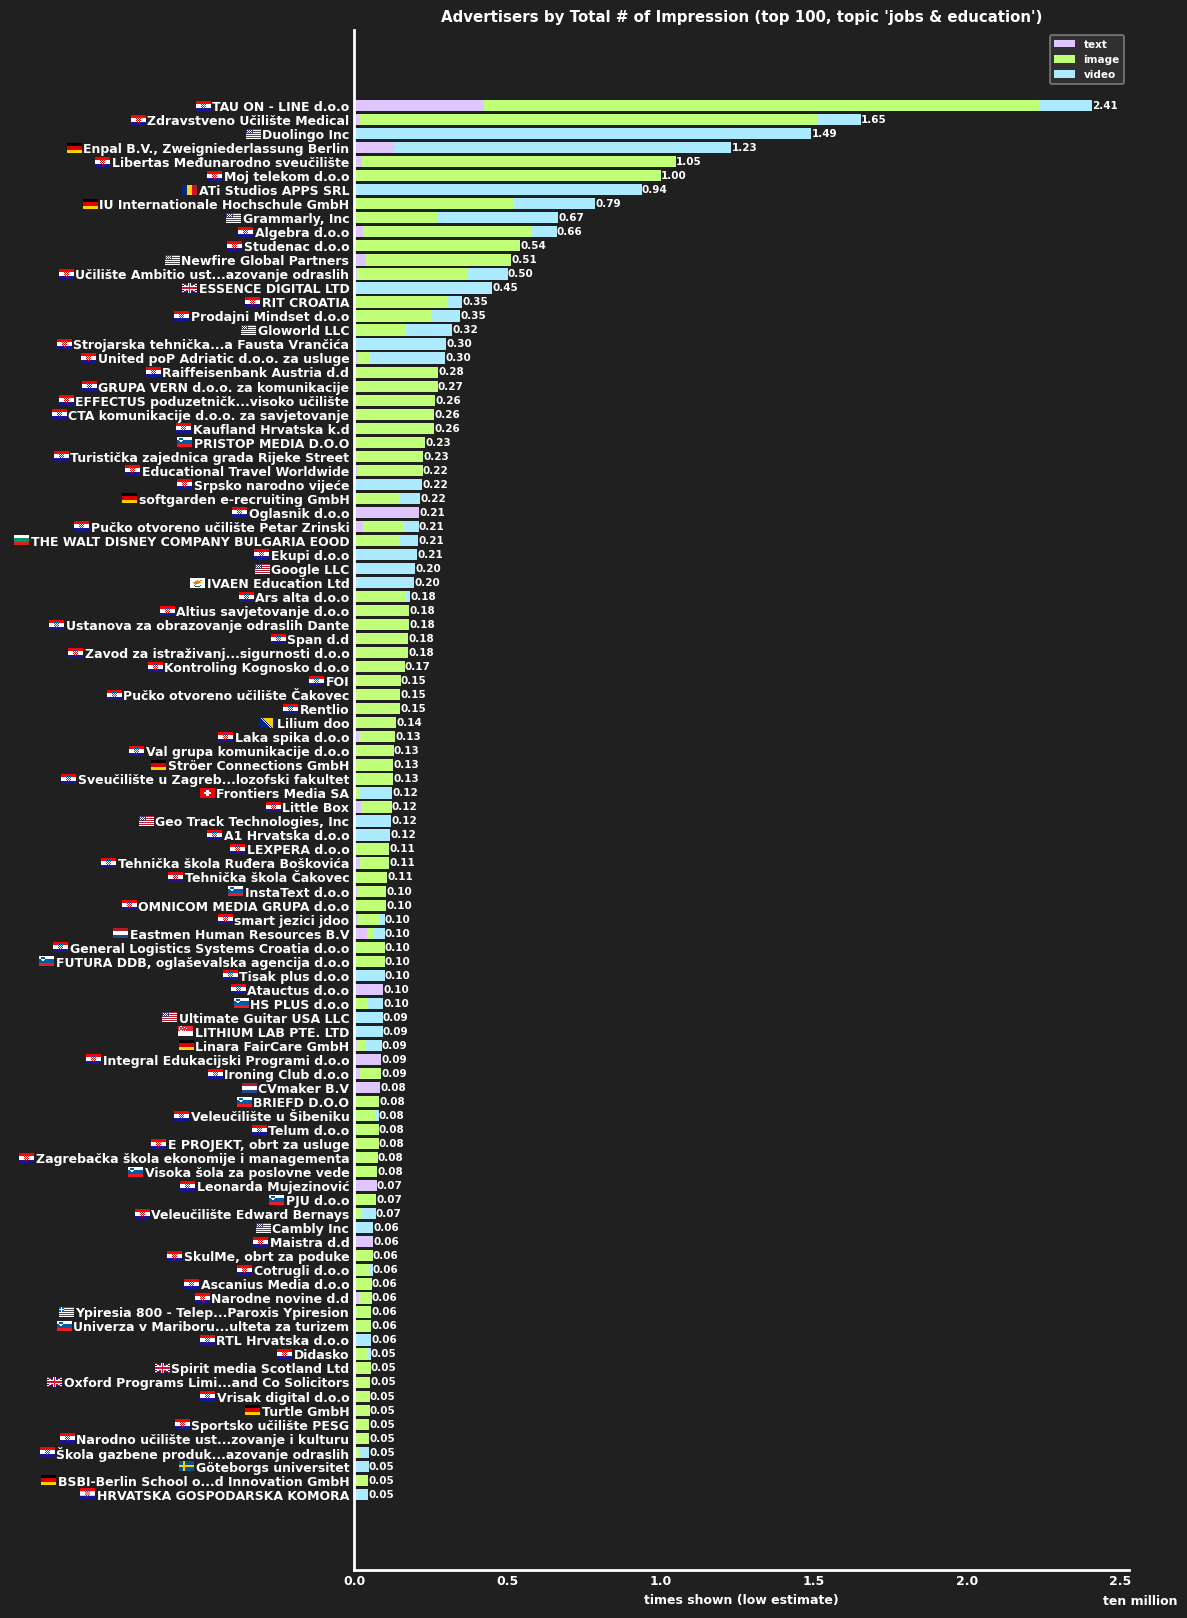 Advertisers by Total # of Impression (top 100, topic 'jobs & education')
text
image
video
TAU ON - LINE d.o.o 2.41
Zdravstveno Učilište Medical 1.65
Duolingo Inc 1.49
Enpal B.V., Zweigniederlassung Berlin 1.23
Libertas Međunarodno sveučilište 1.05
Moj telekom d.o.o 1.00
ATi Studios APPS SRL 0.94
IU Internationale Hochschule GmbH 0.79
Grammarly, Inc 0.67
Algebra d.o.o 0.66
Studenac d.o.o 0.54
Newfire Global Partners 0.51
Učilište Ambitio ust...azovanje odraslih 0.50
ESSENCE DIGITAL LTD 0.45
RIT CROATIA 0.35
Prodajni Mindset d.o.o 0.35
Gloworld LLC 0.32
Strojarska tehnička...a Fausta Vrančića 0.30
United poP Adriatic d.o.o. za usluge 0.30
Raiffeisenbank Austria d.d 0.28
GRUPA VERN d.o.o. za komunikacije 0.27
EFFECTUS poduzetničk...visoko učilište 0.26
CTA komunikacije d.o.o. za savjetovanje 0.26
Kaufland Hrvatska k.d 0.26
PRISTOP MEDIA D.O.O 0.23
Turistička zajednica grada Rijeke Street 0.23
Educational Travel Worldwide 0.22
Srpsko narodno vijeće 0.22
softgarden e-recruiting GmbH 0.22
Oglasnik d.o.o 0.21
Pučko otvoreno učilište Petar Zrinski 0.21
THE WALT DISNEY COMPANY BULGARIA EOOD 0.21
Ekupi d.o.o 0.21
Google LLC 0.20
IVAEN Education Ltd 0.20
Ars alta d.o.o 0.18
Altius savjetovanje d.o.o 0.18
Ustanova za obrazovanje odraslih Dante 0.18
Span d.d 0.18
Zavod za istraživanj...sigurnosti d.o.o 0.18
Kontroling Kognosko d.o.o 0.17
FOI 0.15
Pučko otvoreno učilište Čakovec 0.15
Rentlio 0.15
Lilium doo 0.14
Laka spika d.o.o 0.13
Val grupa komunikacije d.o.o 0.13
Ströer Connections GmbH 0.13
Sveučilište u Zagreb...lozofski fakultet 0.13
Frontiers Media SA 0.12
Little Box 0.12
Geo Track Technologies, Inc 0.12
A1 Hrvatska d.o.o 0.12
LEXPERA d.o.o 0.11
Tehnička škola Ruđera Boškovića 0.11
Tehnička škola Čakovec 0.11
InstaText d.o.o 0.10
OMNICOM MEDIA GRUPA d.o.o 0.10
smart jezici jdoo 0.10
Eastmen Human Resources B.V 0.10
General Logistics Systems Croatia d.o.o 0.10
FUTURA DDB, oglaševalska agencija d.o.o 0.10
Tisak plus d.o.o 0.10
Atauctus d.o.o 0.10
HS PLUS d.o.o 0.10
Ultimate Guitar USA LLC 0.09
LITHIUM LAB PTE. LTD 0.09
Linara FairCare GmbH 0.09
Integral Edukacijski Programi d.o.o 0.09
Ironing Club d.o.o 0.09
CVmaker B.V 0.08
BRIEFD D.O.O 0.08
Veleučilište u Šibeniku 0.08
Telum d.o.o 0.08
E PROJEKT, obrt za usluge 0.08
Zagrebačka škola ekonomije i managementa 0.08
Visoka šola za poslovne vede 0.08
Leonarda Mujezinović 0.07
PJU d.o.o 0.07
Veleučilište Edward Bernays 0.07
Cambly Inc 0.06
Maistra d.d 0.06
SkulMe, obrt za poduke 0.06
Cotrugli d.o.o 0.06
Ascanius Media d.o.o 0.06
Narodne novine d.d 0.06
Ypiresia 800 - Telep...Paroxis Ypiresion 0.06
Univerza v Mariboru...ulteta za turizem 0.06
RTL Hrvatska d.o.o 0.06
Didasko 0.05
Spirit media Scotland Ltd 0.05
Oxford Programs Limi...and Co Solicitors 0.05
Vrisak digital d.o.o 0.05
Turtle GmbH 0.05
Sportsko učilište PESG 0.05
Narodno učilište ust...zovanje i kulturu 0.05
Škola gazbene produk...azovanje odraslih 0.05
Göteborgs universitet 0.05
BSBI-Berlin School o...d Innovation GmbH 0.05
HRVATSKA GOSPODARSKA KOMORA 0.05
0.0 0.5 1.0 1.5 2.0 2.5
times shown (low estimate)
ten million